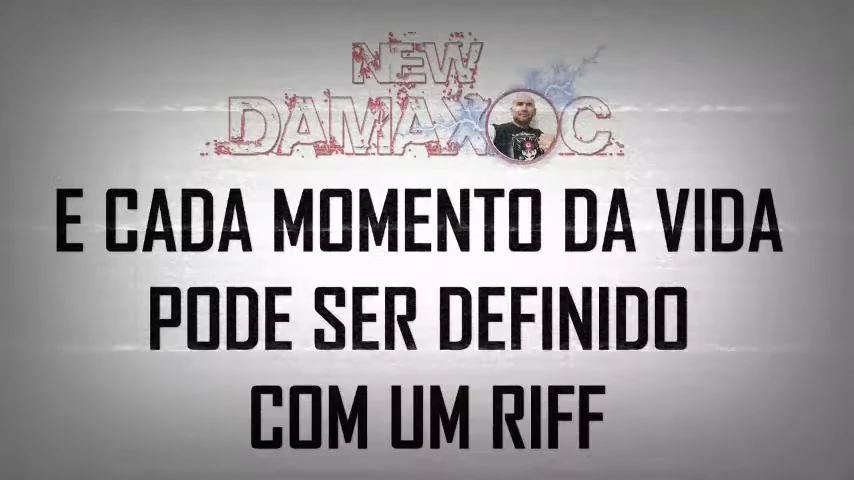 NEW
DAMAXOC
E CADA MOMENTO DA VIDA
PODE SER DEFINIDO
COM UM RIFF